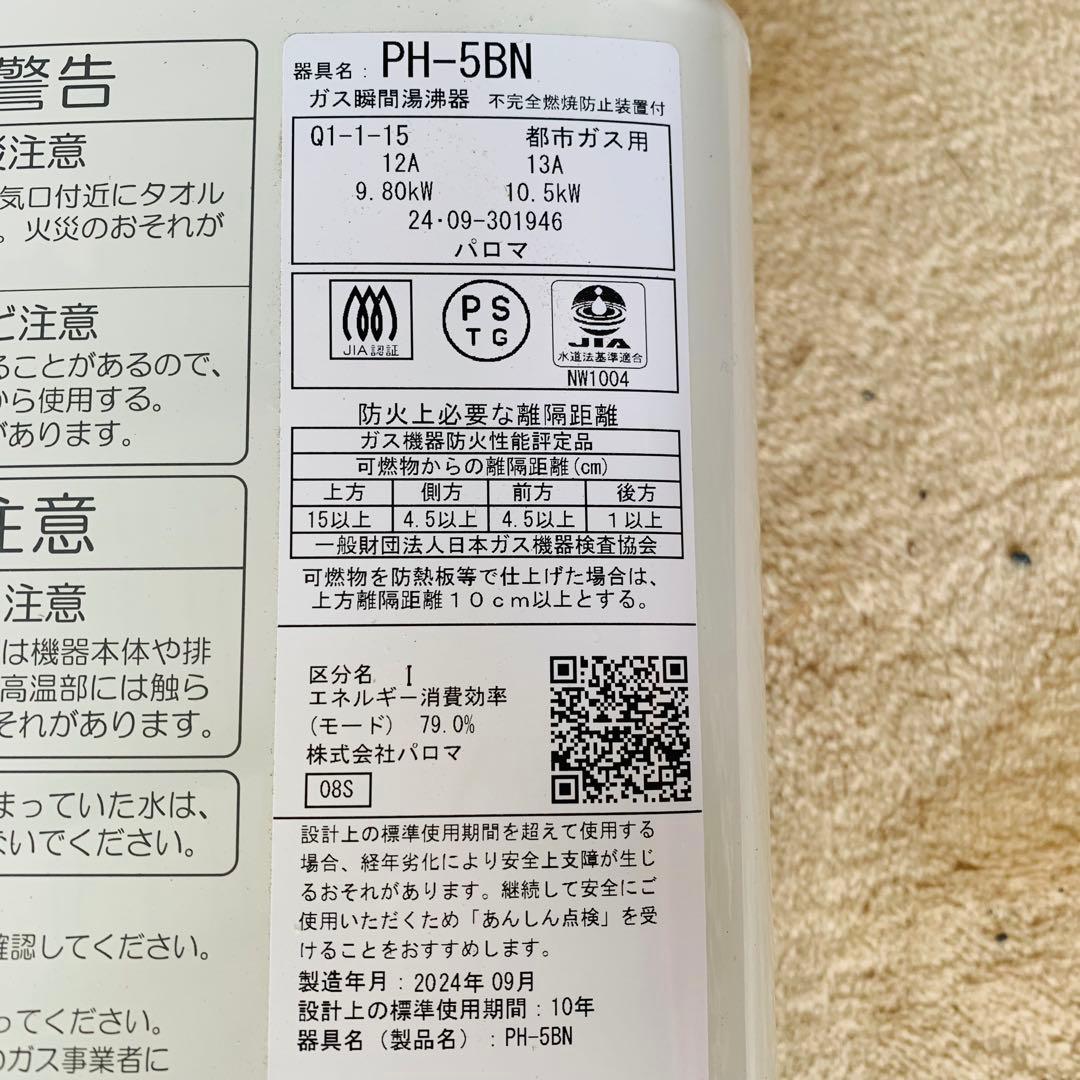 警告
注意
気口付近にタオル
。火災のおそれが
ど注意
ることがあるので、
から使用する。
があります。
注意
注意
は機器本体や排
高温部には触ら
それがあります。
まっていた水は、
ないでください。
確認してください。
ってください。
のガス事業者に
器具名：PH-5BN
ガス瞬間湯沸器 不完全燃焼防止装置付
Q1-1-15 都市ガス用
12A 13A
9.80kW 10.5kW
24・09-301946
パロマ
JIA認証
PS
TG
JIA
水道法基準適合
NW1004
防火上必要な離隔距離
ガス機器防火性能評定品
可燃物からの離隔距離(cm)
上方 側方 前方 後方
15以上 4.5以上 4.5以上 1以上
一般財団法人日本ガス機器検査協会
可燃物を防熱板等で仕上げた場合は、
上方離隔距離１０ｃｍ以上とする。
区分名 I
エネルギー消費効率
(モード) 79.0%
株式会社パロマ
08S
設計上の標準使用期間を超えて使用する
場合、経年劣化により安全上支障が生じ
るおそれがあります。継続して安全にご
使用いただくため「あんしん点検」を受
けることをおすすめします。
製造年月：2024年09月
設計上の標準使用期間：10年
器具名（製品名）：PH-5BN